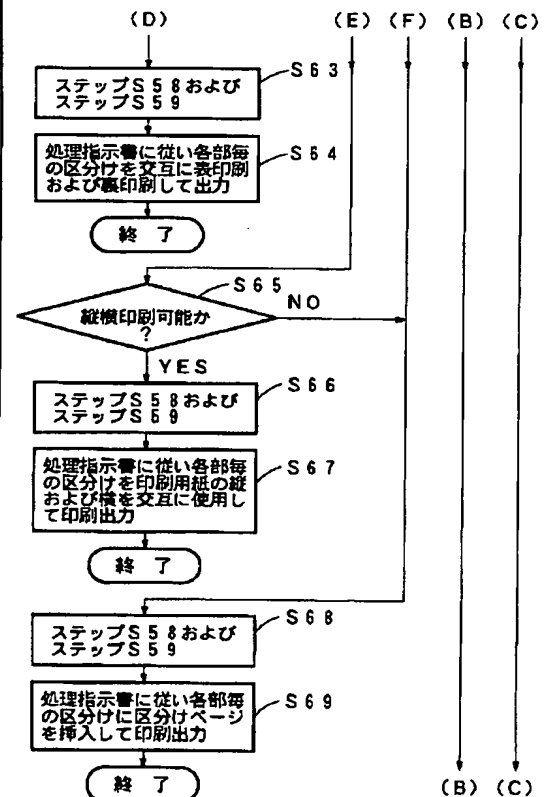 (D) (E) (F) (B) (C)
ステップS58および
ステップS59
S63
処理指示書に従い各部毎
の区分けを交互に表印刷
および裏印刷して出力
S64
終 了
S65
縦横印刷可能か
?
NO
YES
ステップS58および
ステップS59
S66
処理指示書に従い各部毎
の区分けを印刷用紙の縦
および横を交互に使用し
て印刷出力
S67
終 了
ステップS58および
ステップS59
S68
処理指示書に従い各部毎
の区分けに区分けページ
を挿入して印刷出力
S69
終 了
(B) (C)